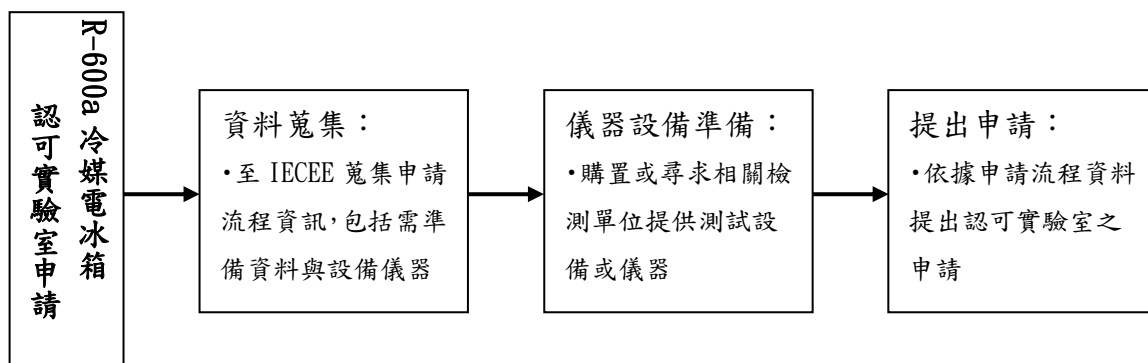 R-600a 冷媒電冰箱
認可實驗室申請
資料蒐集：
‧至 IECEE 蒐集申請
流程資訊，包括需準
備資料與設備儀器
儀器設備準備：
‧購置或尋求相關檢
測單位提供測試設
備或儀器
提出申請：
‧依據申請流程資料
提出認可實驗室之
申請